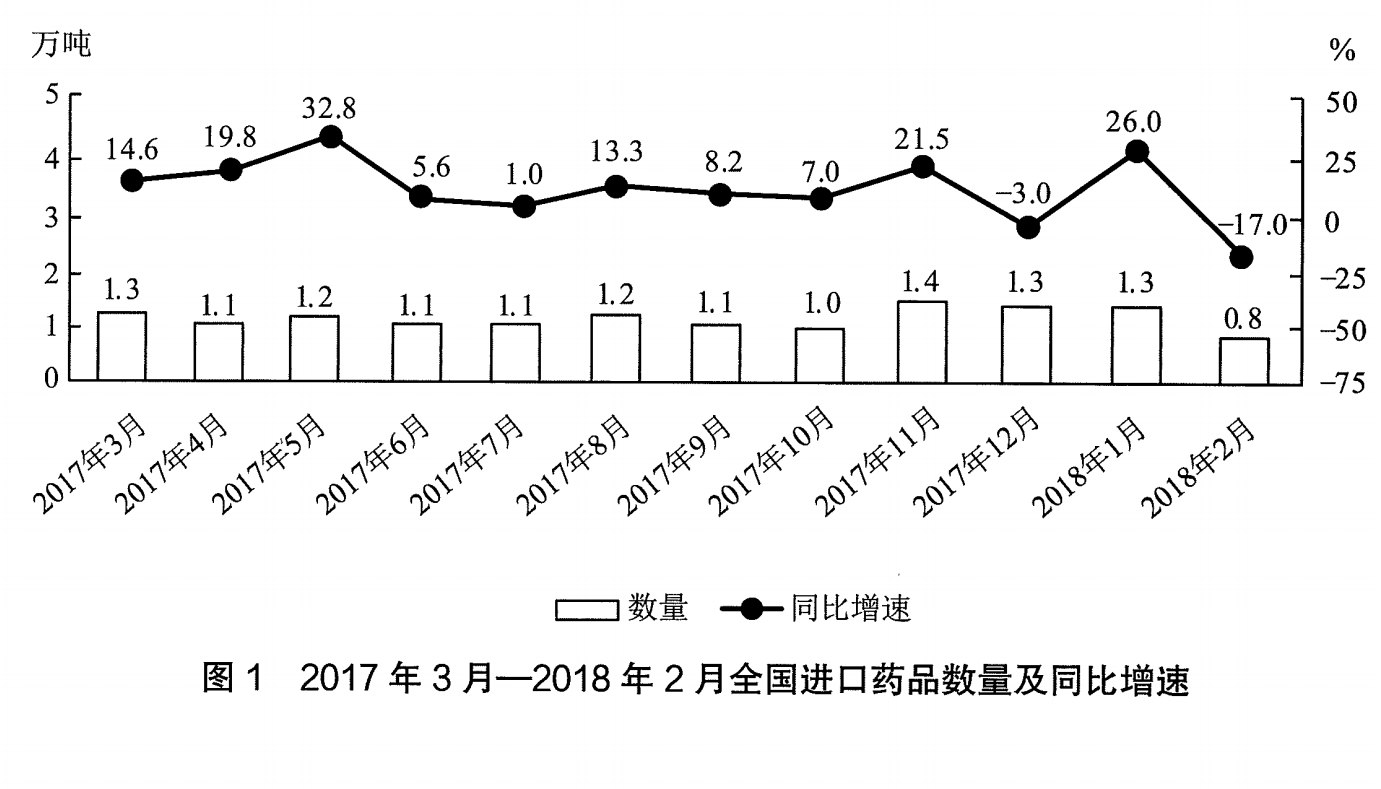 万吨 %
5 4 3 2 1 0
50 25 0 −25 −50 −75
14.6 19.8 32.8 5.6 1.0 13.3 8.2 7.0 21.5 −3.0 26.0 −17.0
1.3 1.1 1.2 1.1 1.1 1.2 1.1 1.0 1.4 1.3 1.3 0.8
2017年3月 2017年4月 2017年5月 2017年6月 2017年7月 2017年8月 2017年9月 2017年10月 2017年11月 2017年12月 2018年1月 2018年2月
数量 同比增速
图 1 2017 年 3 月—2018 年 2 月全国进口药品数量及同比增速